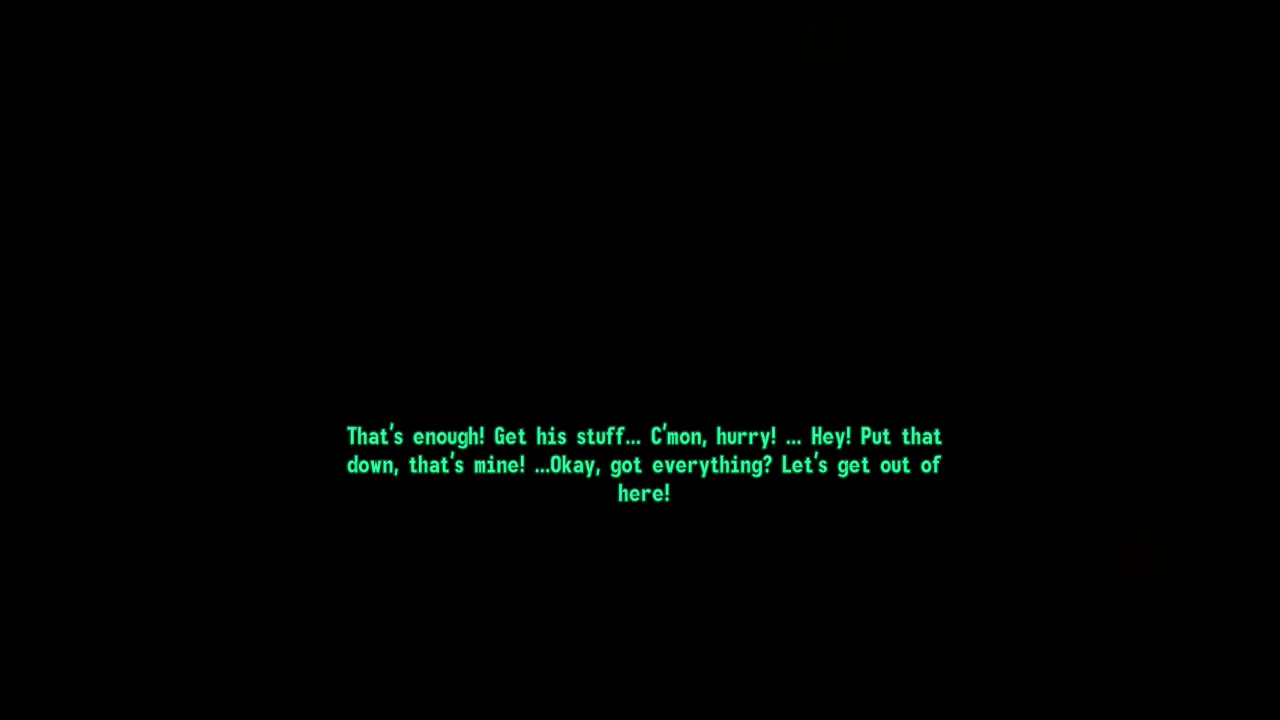 That's enough! Get his stuff... C'mon, hurry! ... Hey! Put that
down, that's mine! ...Okay, got everything? Let's get out of
here!